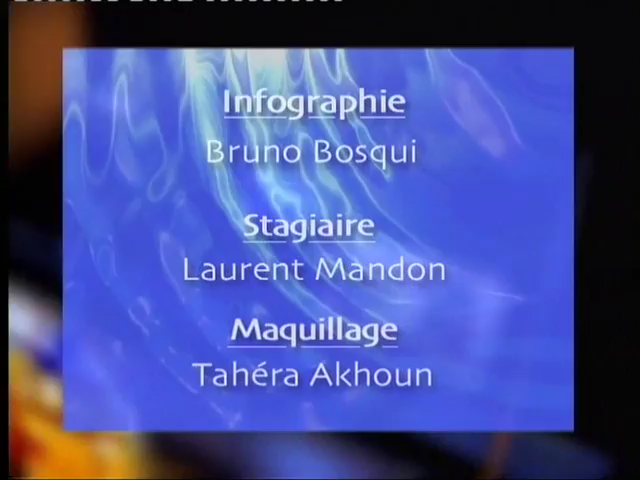 Infographie
Bruno Bosqui
Stagiaire
Laurent Mandon
Maquillage
Tahéra Akhoun